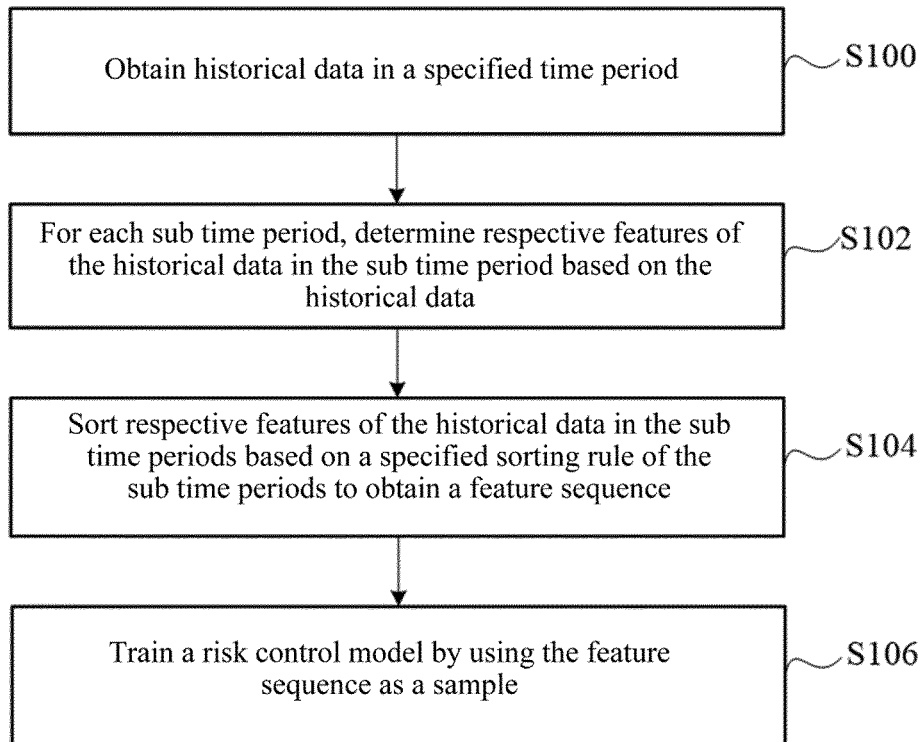 Obtain historical data in a specified time period
S100
For each sub time period, determine respective features of
the historical data in the sub time period based on the
historical data
S102
Sort respective features of the historical data in the sub
time periods based on a specified sorting rule of the
sub time periods to obtain a feature sequence
S104
Train a risk control model by using the feature
sequence as a sample
S106